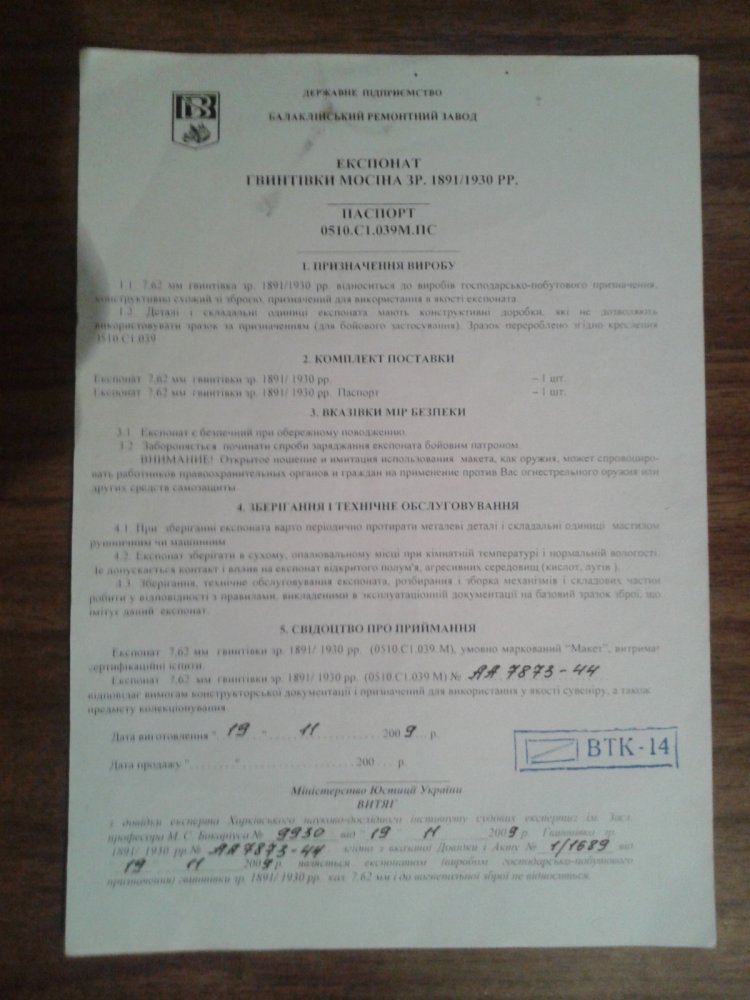 БРЗ
ДЕРЖАВНЕ ПІДПРИЄМСТВО
БАЛАКЛІЙСЬКИЙ РЕМОНТНИЙ ЗАВОД
ЕКСПОНАТ
ГВИНТІВКИ МОСІНА ЗР. 1891/1930 РР.
ПАСПОРТ
0510.С1.039М.ПС
1. ПРИЗНАЧЕННЯ ВИРОБУ
1.1. 7,62 мм гвинтівка зр. 1891/1930 рр. відноситься до виробів господарсько-побутового призначення,
конструктивно схожий зі зброєю, призначений для використання в якості експоната.
1.2. Деталі і складальні одиниці експоната мають конструктивні доробки, які не дозволяють
використовувати зразок за призначенням (для бойового застосування). Зразок перероблено згідно креслення
0510.С1.039
2. КОМПЛЕКТ ПОСТАВКИ
Експонат 7,62 мм гвинтівки зр. 1891/ 1930 рр. – 1 шт.
Експонат 7,62 мм гвинтівки зр. 1891/ 1930 рр. Паспорт – 1 шт.
3. ВКАЗІВКИ МІР БЕЗПЕКИ
3.1. Експонат є безпечний при обережному поводженню.
3.2. Забороняється починати спроби заряджання експоната бойовим патроном.
ВНИМАНИЕ! Открытое ношение и имитация использования макета, как оружия, может спровоциро-
вать работников правоохранительных органов и граждан на применение против Вас огнестрельного оружия или
других средств самозащиты
4. ЗБЕРІГАННЯ І ТЕХНІЧНЕ ОБСЛУГОВУВАННЯ
4.1. При зберіганні експоната варто періодично протирати металеві деталі і складальні одиниці мастилом
рушничним чи машинним
4.2. Експонат зберігати в сухому, опалювальному місці при кімнатній температурі і нормальній вологості.
Не допускається контакт і вплив на експонат відкритого полум'я, агресивних середовищ (кислот, лугів ).
4.3. Зберігання, технічне обслуговування експоната, розбирання і зборка механізмів і складових частин
робити у відповідності з правилами, викладеними в эксплуатаційній документації на базовий зразок зброї, що
імітує даний експонат.
5. СВІДОЦТВО ПРО ПРИЙМАННЯ
Експонат 7,62 мм гвинтівки зр. 1891/ 1930 рр. (0510.С1.039.М), умовно маркований "Макет", витримав
сертифікаційні іспити.
Експонат 7,62 мм гвинтівки зр. 1891/ 1930 рр. (0510.С1.039.М) № АА 7873-44
відповідає вимогам конструкторської документації і призначений для використання у якості сувеніру, а також
предмету колекціонування.
Дата виготовлення " 19 " 11 2009 р.
ВТК - 14
Дата продажу " " 200 р.
Міністерство Юстиції України
ВИТЯГ
з довідки експерта Харківського науково-дослідного інституту судових експертиз ім. Засл.
професора М. С. Бокаріуса № 9930 від 19 11 2009 р. Гвинтівка зр.
1891/ 1930 рр.№ АА 7873-44 згідно з вказаної Довідки і Акту № 1/1689 від
19 11 2009 р. являється експонатом (виробом господарсько-побутового
призначення) гвинтівки зр. 1891/ 1930 рр. кал. 7,62 мм і до вогнепальної зброї не відноситься.